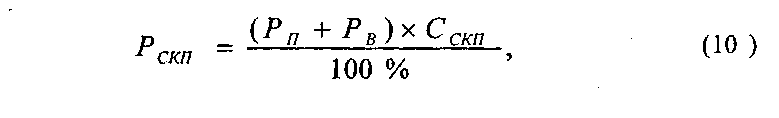 P_СКП = (P_П + P_В) × C_СКП / 100 %, (10 )